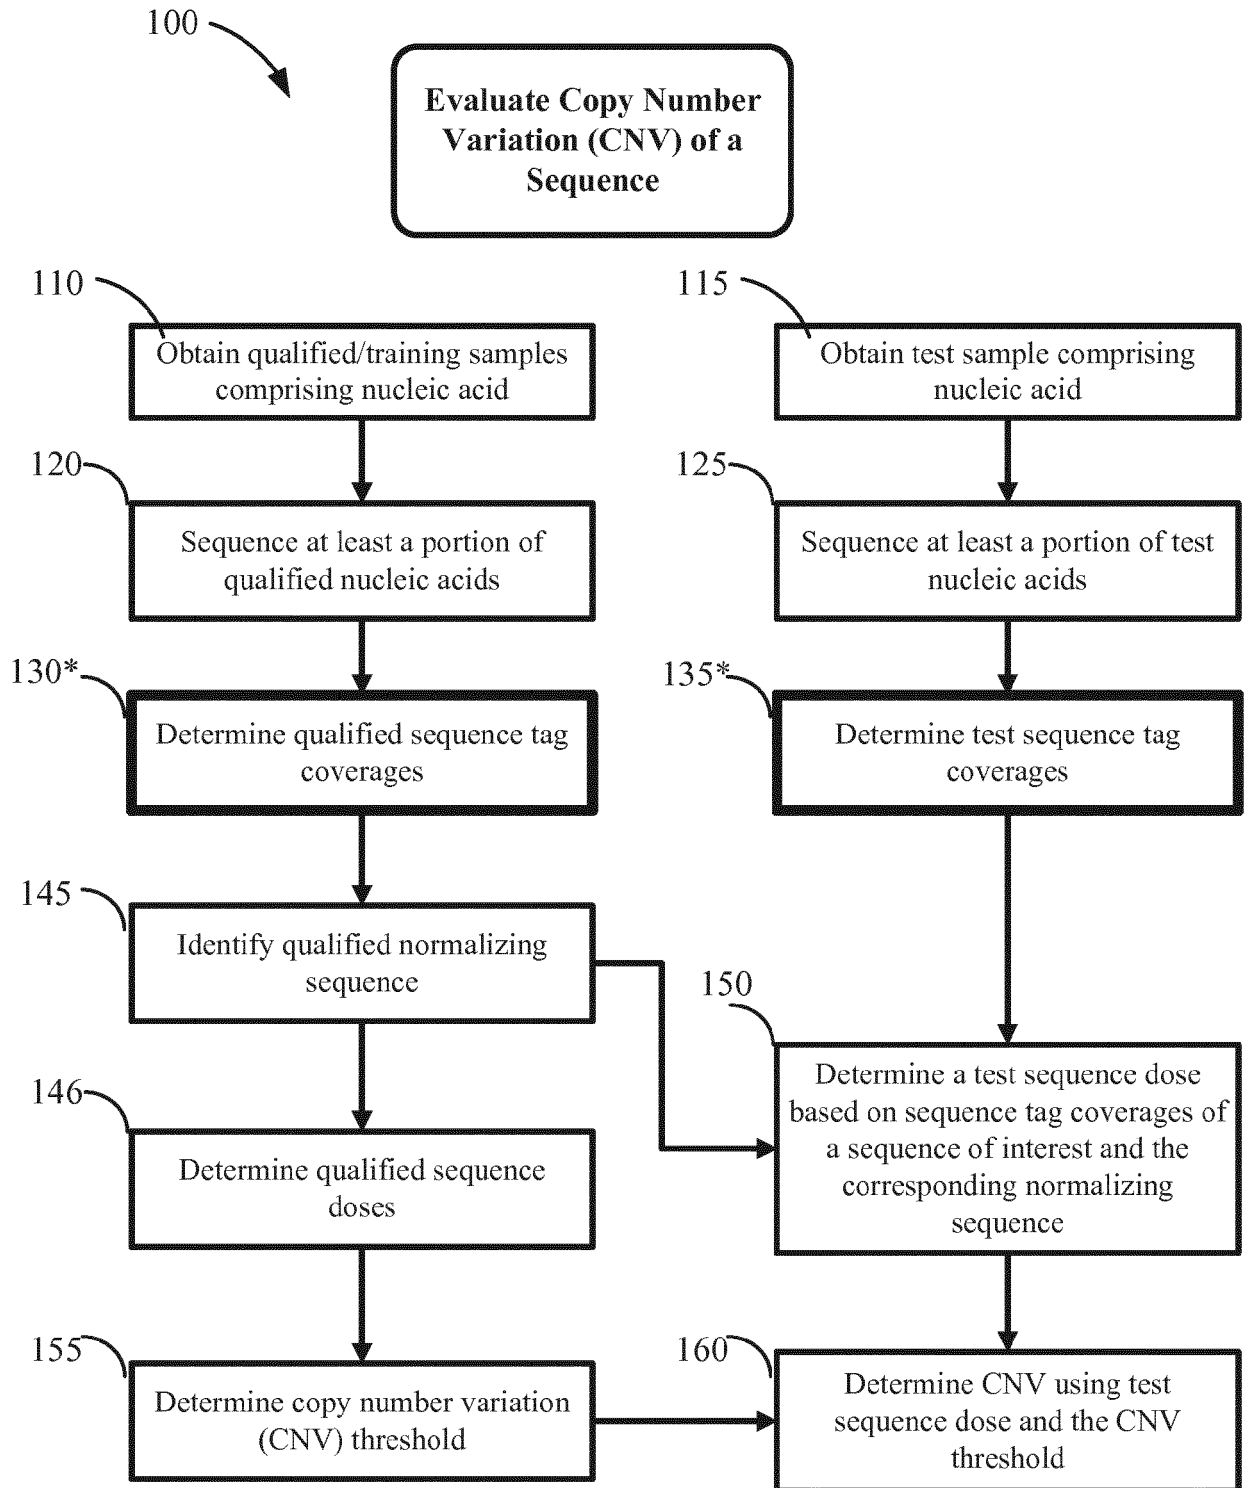 100
Evaluate Copy Number
Variation (CNV) of a
Sequence
110
Obtain qualified/training samples
comprising nucleic acid
115
Obtain test sample comprising
nucleic acid
120
Sequence at least a portion of
qualified nucleic acids
125
Sequence at least a portion of test
nucleic acids
130*
Determine qualified sequence tag
coverages
135*
Determine test sequence tag
coverages
145
Identify qualified normalizing
sequence
150
Determine a test sequence dose
based on sequence tag coverages of
a sequence of interest and the
corresponding normalizing
sequence
146
Determine qualified sequence
doses
155
Determine copy number variation
(CNV) threshold
160
Determine CNV using test
sequence dose and the CNV
threshold